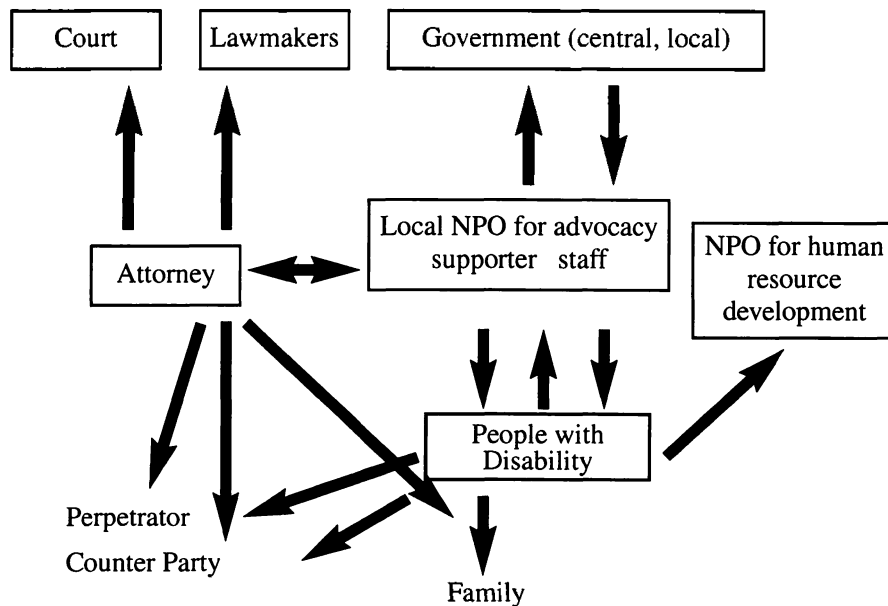 Court
Lawmakers
Government (central, local)
Local NPO for advocacy
supporter staff
NPO for human
resource
development
Attorney
People with
Disability
Perpetrator
Counter Party
Family